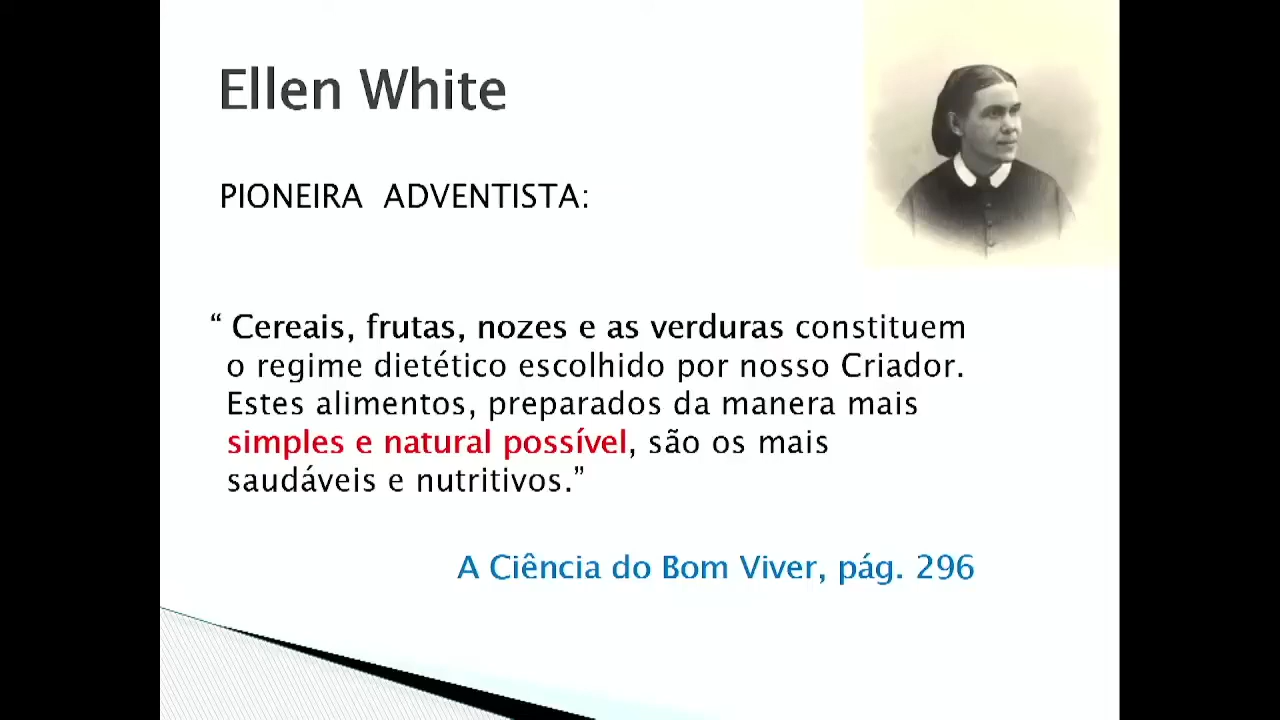 Ellen White
PIONEIRA ADVENTISTA:
“ Cereais, frutas, nozes e as verduras constituem
o regime dietético escolhido por nosso Criador.
Estes alimentos, preparados da manera mais
simples e natural possível, são os mais
saudáveis e nutritivos.”
A Ciência do Bom Viver, pág. 296